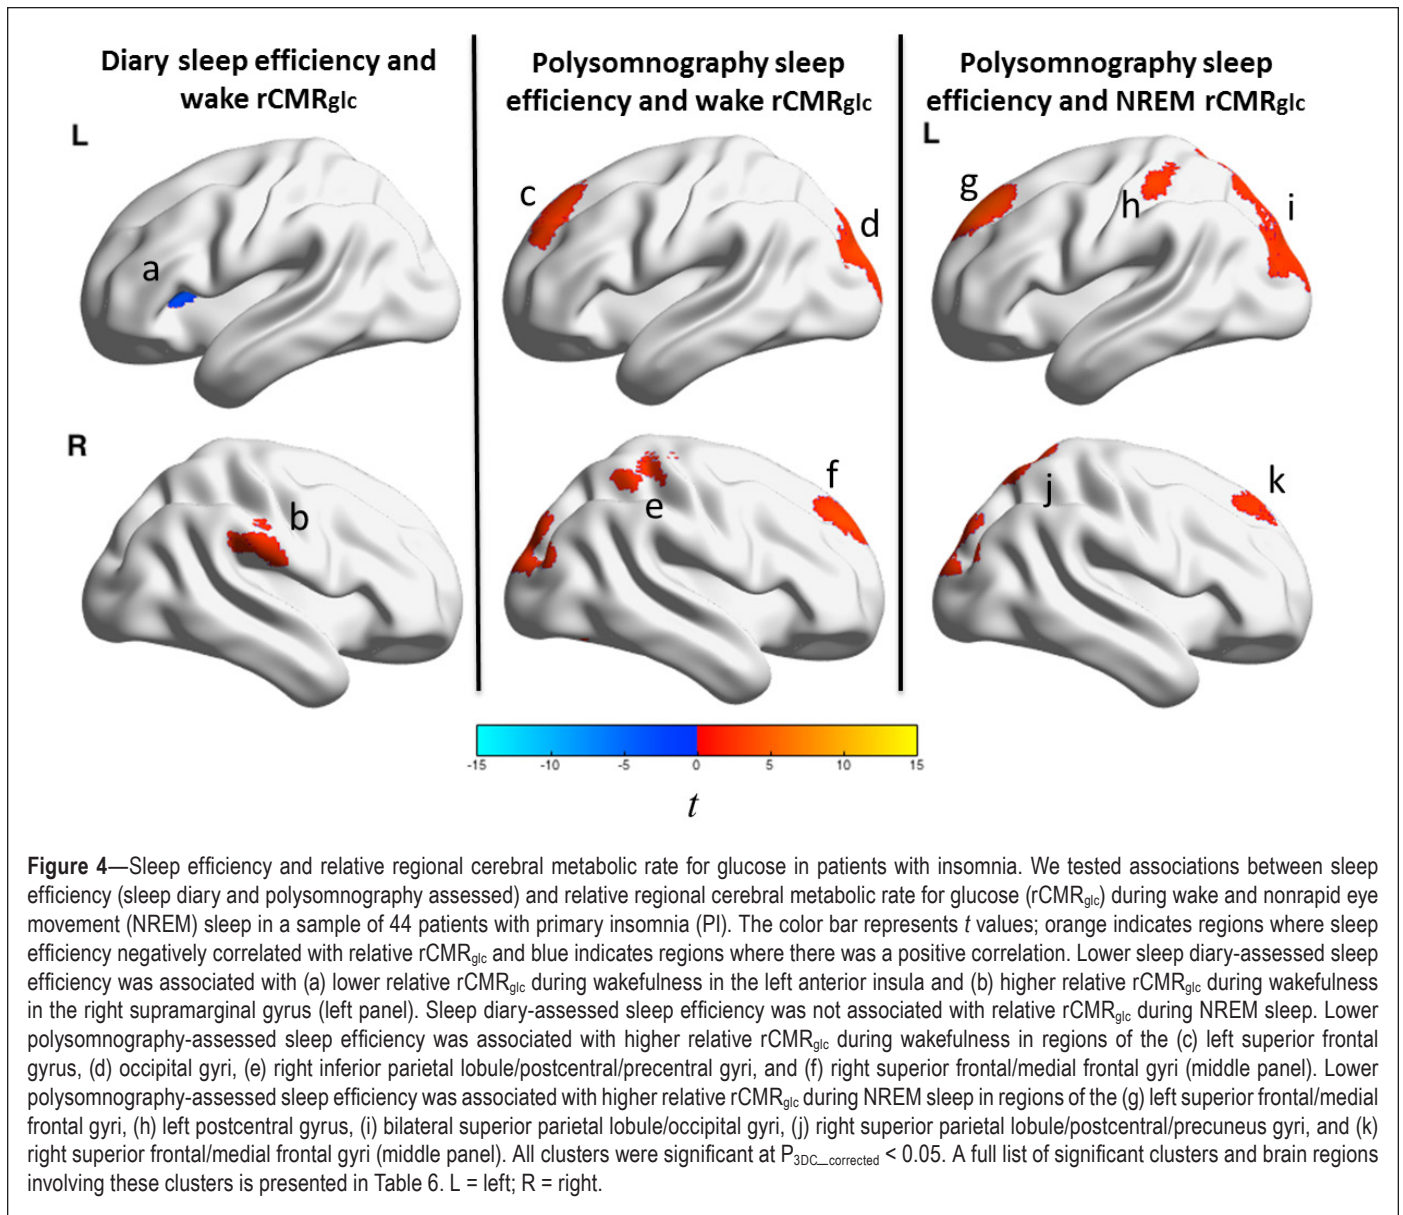 Diary sleep efficiency and
wake rCMRglc
Polysomnography sleep
efficiency and wake rCMRglc
Polysomnography sleep
efficiency and NREM rCMRglc
L
L
a
c
d
g
h
i
R
b
e
f
j
k
-15 -10 -5 0 5 10 15
t
Figure 4—Sleep efficiency and relative regional cerebral metabolic rate for glucose in patients with insomnia. We tested associations between sleep
efficiency (sleep diary and polysomnography assessed) and relative regional cerebral metabolic rate for glucose (rCMRglc) during wake and nonrapid eye
movement (NREM) sleep in a sample of 44 patients with primary insomnia (PI). The color bar represents t values; orange indicates regions where sleep
efficiency negatively correlated with relative rCMRglc and blue indicates regions where there was a positive correlation. Lower sleep diary-assessed sleep
efficiency was associated with (a) lower relative rCMRglc during wakefulness in the left anterior insula and (b) higher relative rCMRglc during wakefulness
in the right supramarginal gyrus (left panel). Sleep diary-assessed sleep efficiency was not associated with relative rCMRglc during NREM sleep. Lower
polysomnography-assessed sleep efficiency was associated with higher relative rCMRglc during wakefulness in regions of the (c) left superior frontal
gyrus, (d) occipital gyri, (e) right inferior parietal lobule/postcentral/precentral gyri, and (f) right superior frontal/medial frontal gyri (middle panel). Lower
polysomnography-assessed sleep efficiency was associated with higher relative rCMRglc during NREM sleep in regions of the (g) left superior frontal/medial
frontal gyri, (h) left postcentral gyrus, (i) bilateral superior parietal lobule/occipital gyri, (j) right superior parietal lobule/postcentral/precuneus gyri, and (k)
right superior frontal/medial frontal gyri (middle panel). All clusters were significant at P3DC_corrected < 0.05. A full list of significant clusters and brain regions
involving these clusters is presented in Table 6. L = left; R = right.